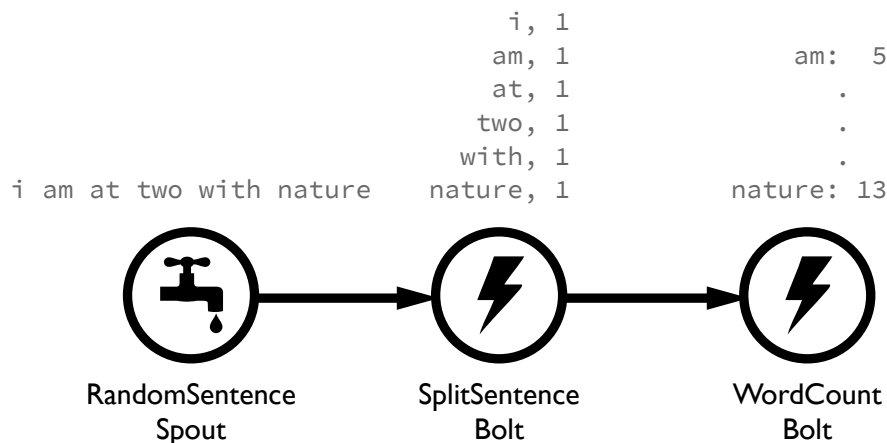 i, 1
am, 1
at, 1
two, 1
with, 1
nature, 1
am: 5
.
.
.
nature: 13
i am at two with nature
RandomSentence
Spout
SplitSentence
Bolt
WordCount
Bolt